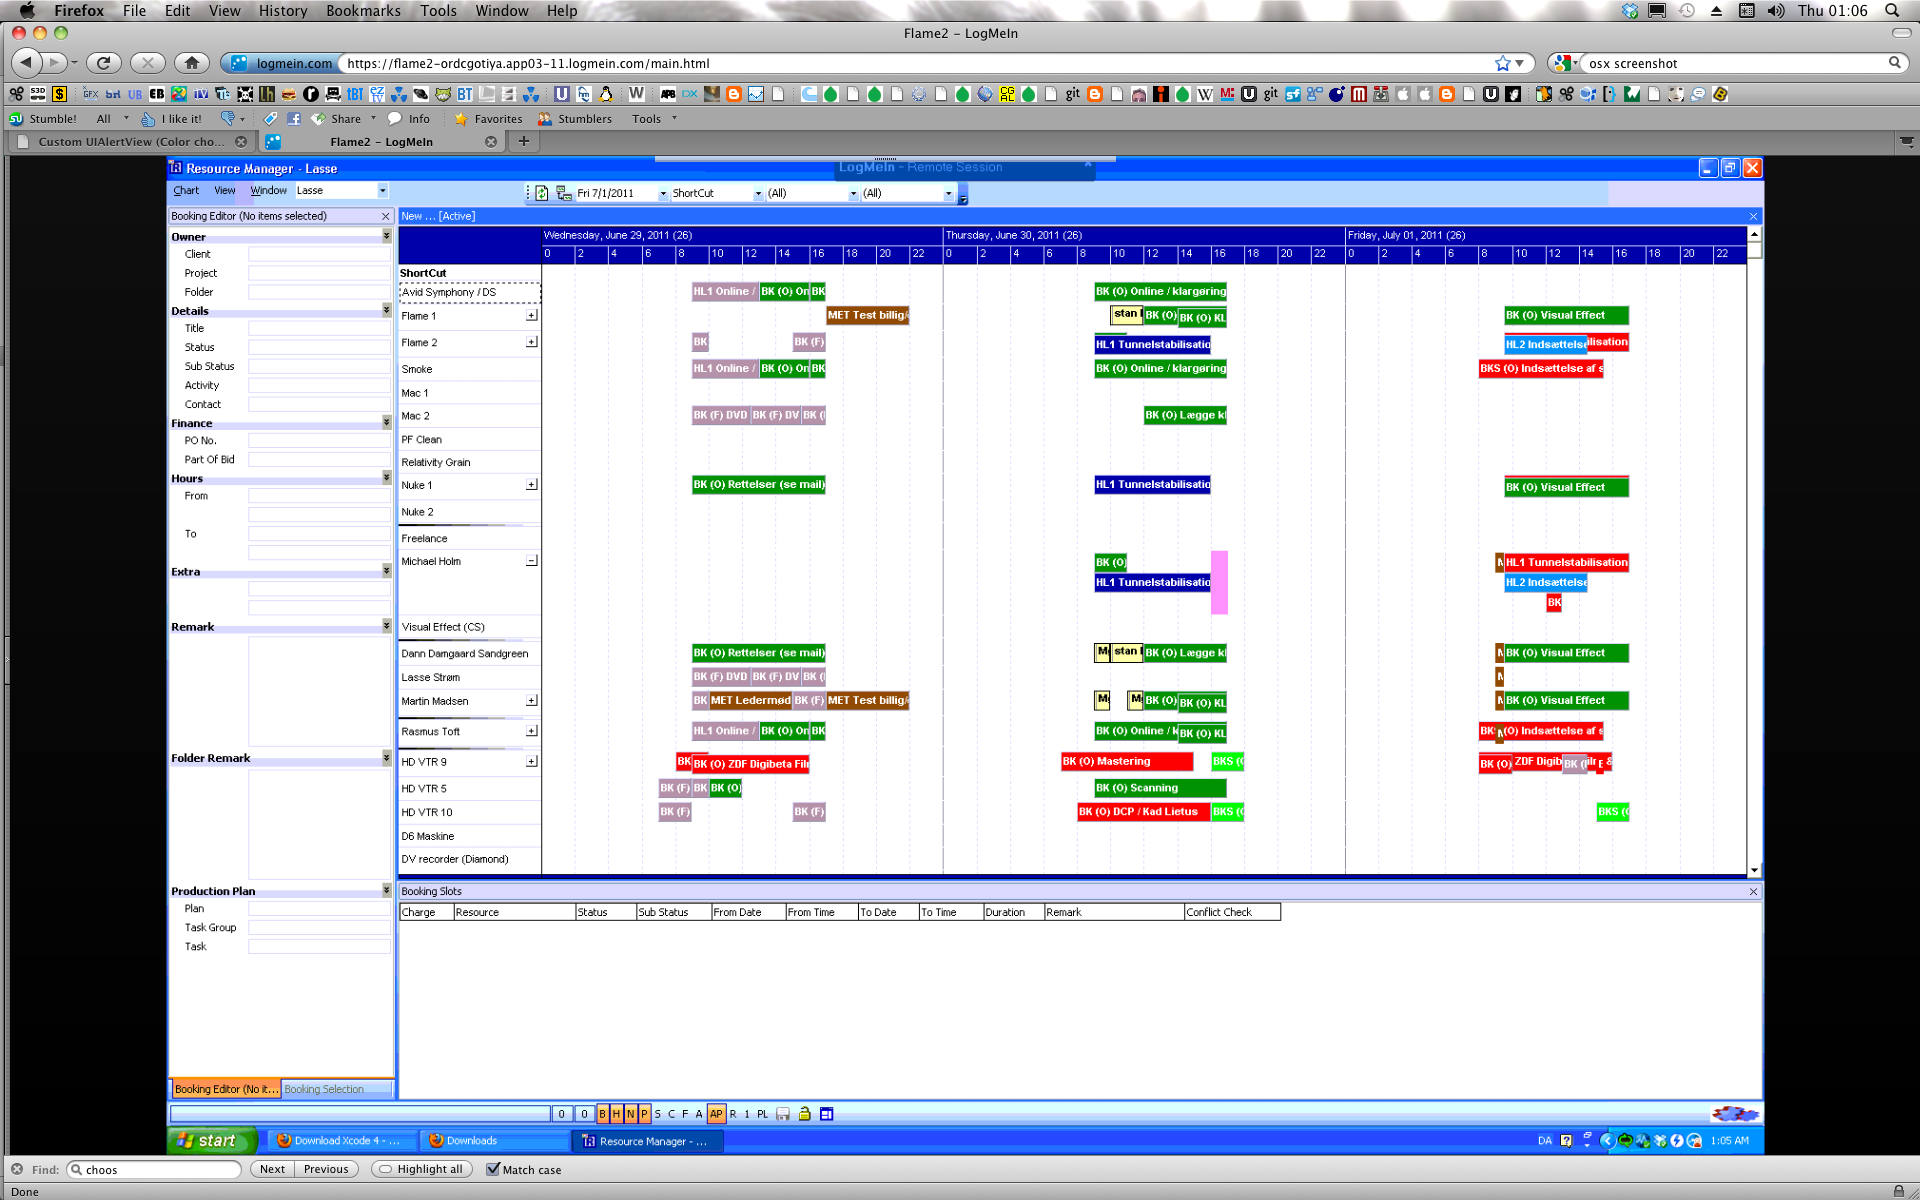 Firefox File Edit View History Bookmarks Tools Window Help Thu 01:06
Flame2 – LogMeIn
logmein.com https://flame2-ordcgotiya.app03-11.logmein.com/main.html osx screenshot
Stumble! All I like it! Share Info Favorites Stumblers Tools
Custom UIAlertView (Color cho... Flame2 – LogMeIn
Resource Manager - Lasse
LogMeIn - Remote Session
Chart View Window Lasse Fri 7/1/2011 ShortCut (All) (All)
Booking Editor (No items selected) New ... [Active]
Owner
Client
Project
Folder
Details
Title
Status
Sub Status
Activity
Contact
Finance
PO No.
Part Of Bid
Hours
From
To
Extra
Remark
Folder Remark
Production Plan
Plan
Task Group
Task
Booking Editor (No it... Booking Selection
Wednesday, June 29, 2011 (26) Thursday, June 30, 2011 (26) Friday, July 01, 2011 (26)
0 2 4 6 8 10 12 14 16 18 20 22 0 2 4 6 8 10 12 14 16 18 20 22 0 2 4 6 8 10 12 14 16 18 20 22
ShortCut
Avid Symphony / DS HL1 Online / BK (O) On BK BK (O) Online / klargøring
Flame 1 MET Test billig/ stan BK (O) BK (O) KL BK (O) Visual Effect
Flame 2 BK BK (F) HL1 Tunnelstabilisatio HL2 Indsættelse ilisation
Smoke HL1 Online / BK (O) On BK BK (O) Online / klargøring BKS (O) Indsættelse af s
Mac 1
Mac 2 BK (F) DVD BK (F) DV BK ( BK (O) Lægge kl
PF Clean
Relativity Grain
Nuke 1 BK (O) Rettelser (se mail) HL1 Tunnelstabilisatio BK (O) Visual Effect
Nuke 2
Freelance
Michael Holm BK (O) HL1 Tunnelstabilisation
HL1 Tunnelstabilisatio HL2 Indsættelse
BK
Visual Effect (CS)
Dann Damgaard Sandgreen BK (O) Rettelser (se mail) stan BK (O) Lægge kl BK (O) Visual Effect
Lasse Strøm BK (F) DVD BK (F) DV BK (
Martin Madsen BK MET Ledermød BK (F) MET Test billig/ BK (O) BK (O) KL BK (O) Visual Effect
Rasmus Toft HL1 Online / BK (O) On BK BK (O) Online / k BK (O) KL BK (O) Indsættelse af s
HD VTR 9 BK BK (O) ZDF Digibeta Filr BK (O) Mastering BKS (O BK (O) ZDF Digib BK (
HD VTR 5 BK (F) BK BK (O) BK (O) Scanning
HD VTR 10 BK (F) BK (F) BK (O) DCP / Kad Lietus BKS (O BKS (O
D6 Maskine
DV recorder (Diamond)
Booking Slots
Charge Resource Status Sub Status From Date From Time To Date To Time Duration Remark Conflict Check
0 0 B H N P S C F A AP R 1 PL
start Download Xcode 4 - ... Downloads Resource Manager - ... DA 1:05 AM
Find: choos Next Previous Highlight all Match case
Done